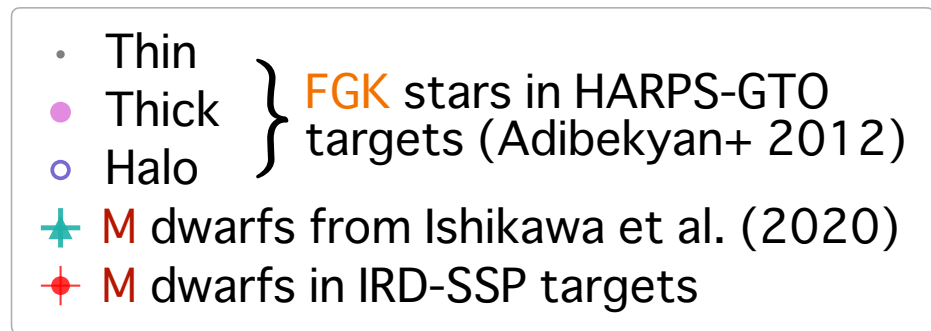 Thin
Thick
Halo
FGK stars in HARPS-GTO
targets (Adibekyan+ 2012)
M dwarfs from Ishikawa et al. (2020)
M dwarfs in IRD-SSP targets